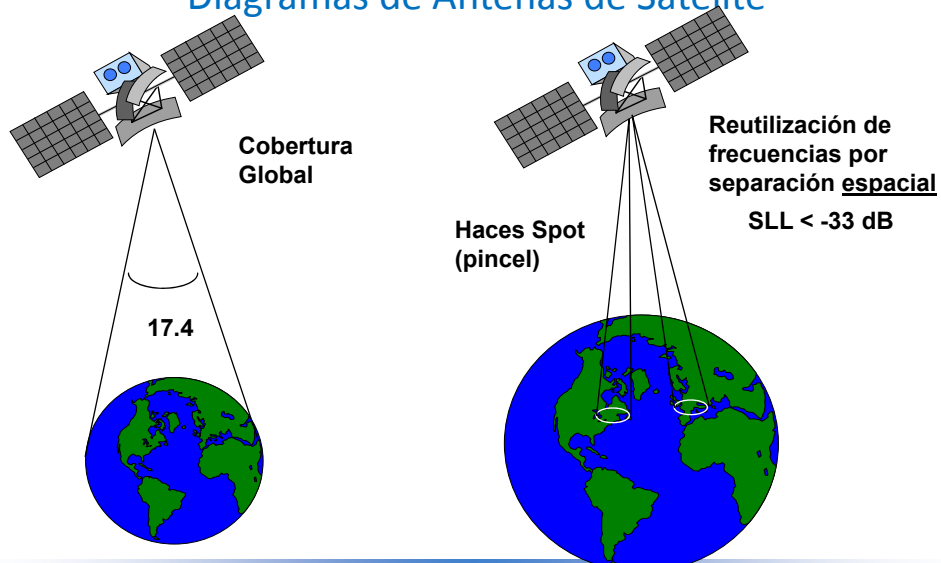 Diagramas de Antenas de Satélite
Cobertura
Global
17.4
Haces Spot
(pincel)
Reutilización de
frecuencias por
separación espacial
SLL < -33 dB